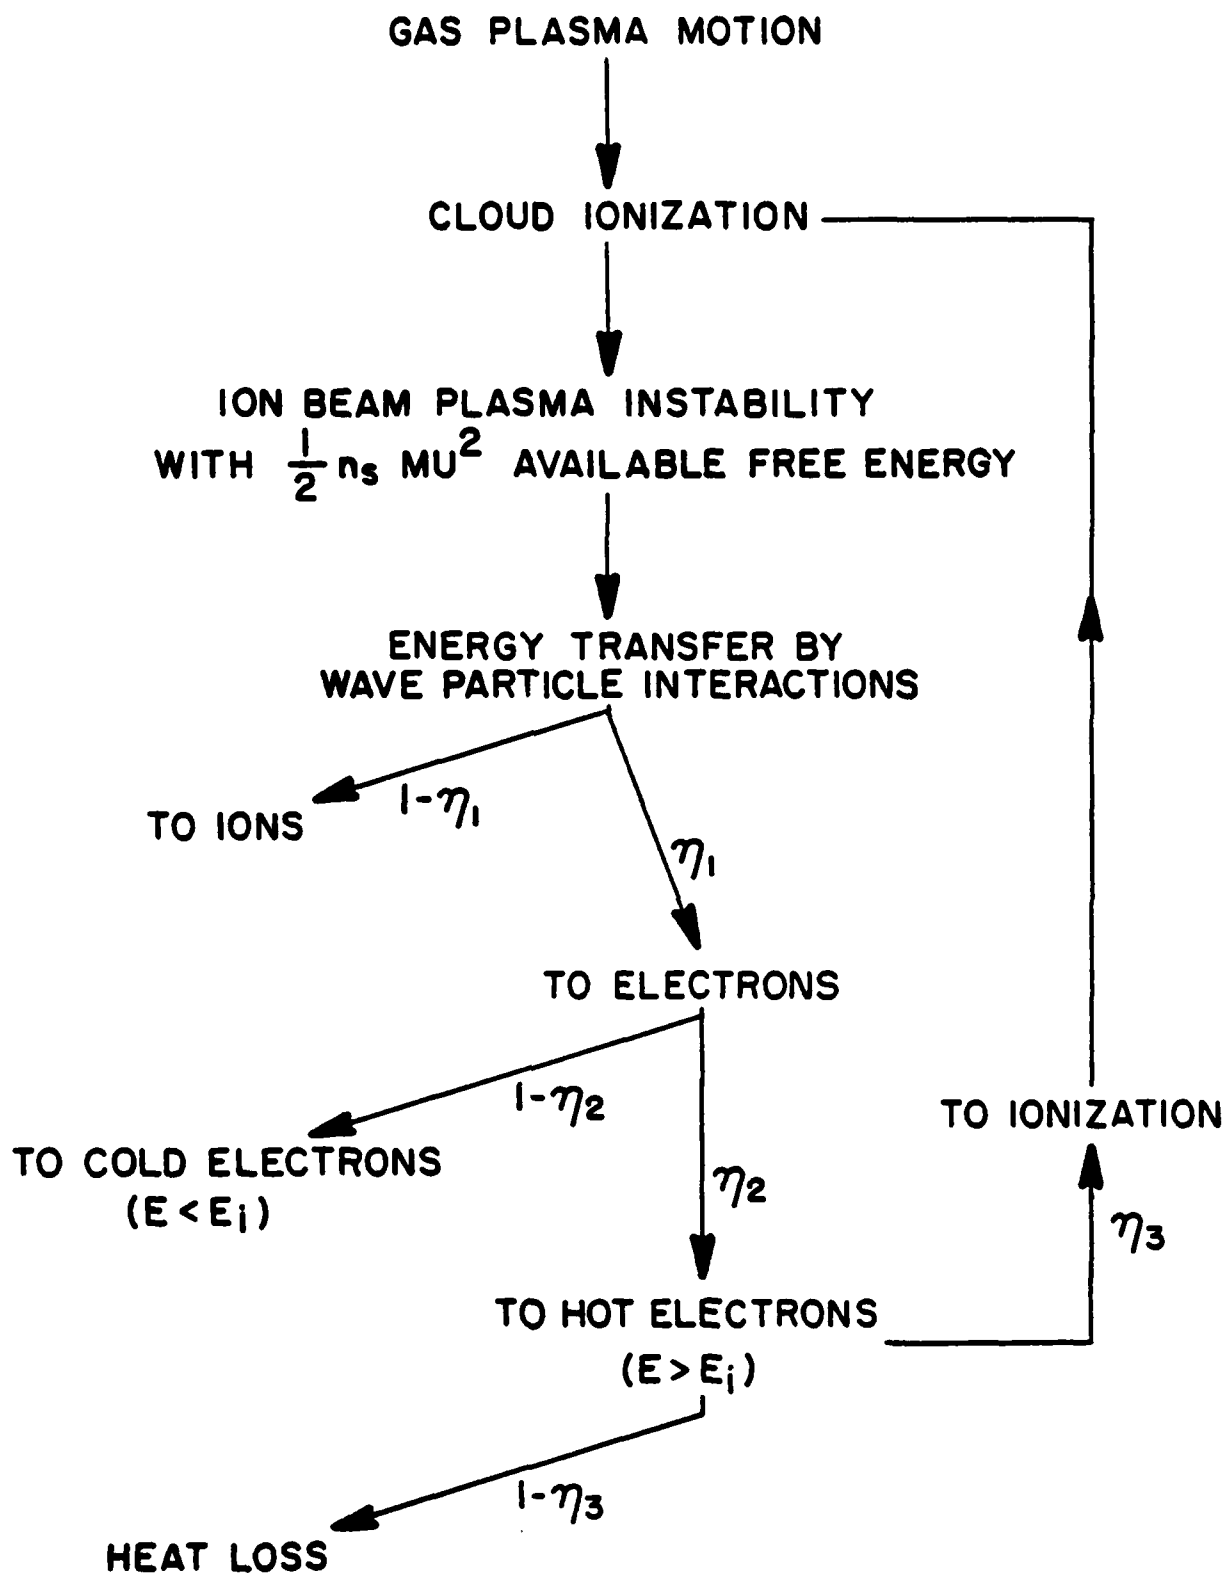 GAS PLASMA MOTION
CLOUD IONIZATION
ION BEAM PLASMA INSTABILITY
WITH 1/2 nₛ MU² AVAILABLE FREE ENERGY
ENERGY TRANSFER BY
WAVE PARTICLE INTERACTIONS
1-η₁
TO IONS
η₁
TO ELECTRONS
1-η₂
TO IONIZATION
TO COLD ELECTRONS
(E<Eᵢ)
η₂
η₃
TO HOT ELECTRONS
(E>Eᵢ)
1-η₃
HEAT LOSS